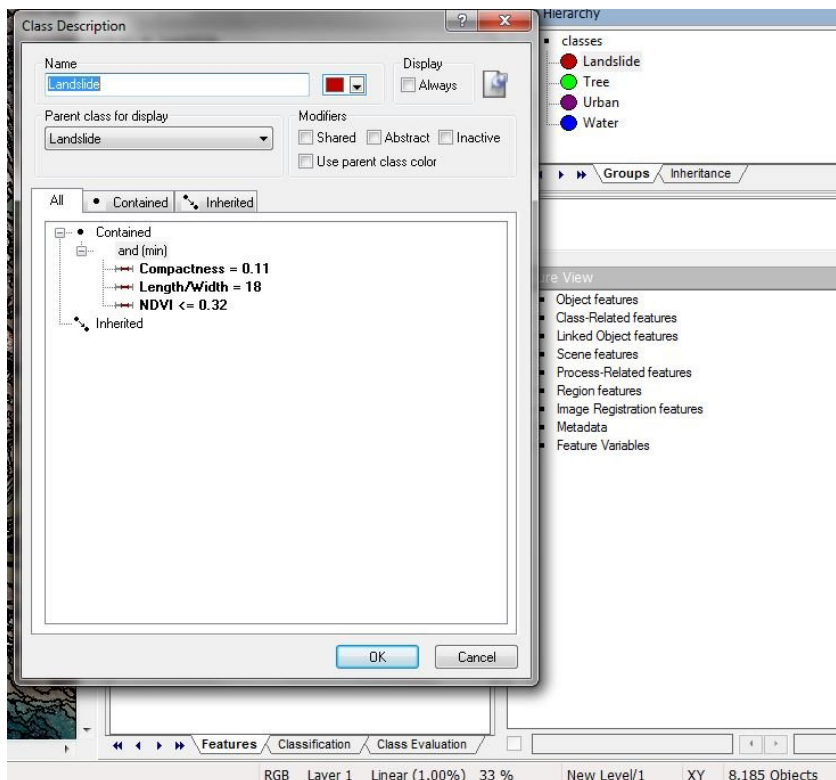 Class Description
?
X
Name
Landslide
Display
Always
Parent class for display
Landslide
Modifiers
Shared
Abstract
Inactive
Use parent class color
All
Contained
Inherited
Contained
and (min)
Compactness = 0.11
Length/Width = 18
NDVI <= 0.32
Inherited
OK
Cancel
Hierarchy
classes
Landslide
Tree
Urban
Water
Groups
Inheritance
View
Object features
Class-Related features
Linked Object features
Scene features
Process-Related features
Region features
Image Registration features
Metadata
Feature Variables
Features
Classification
Class Evaluation
RGB Layer 1 Linear (1.00%) 33 % New Level/1 XY 8,185 Objects